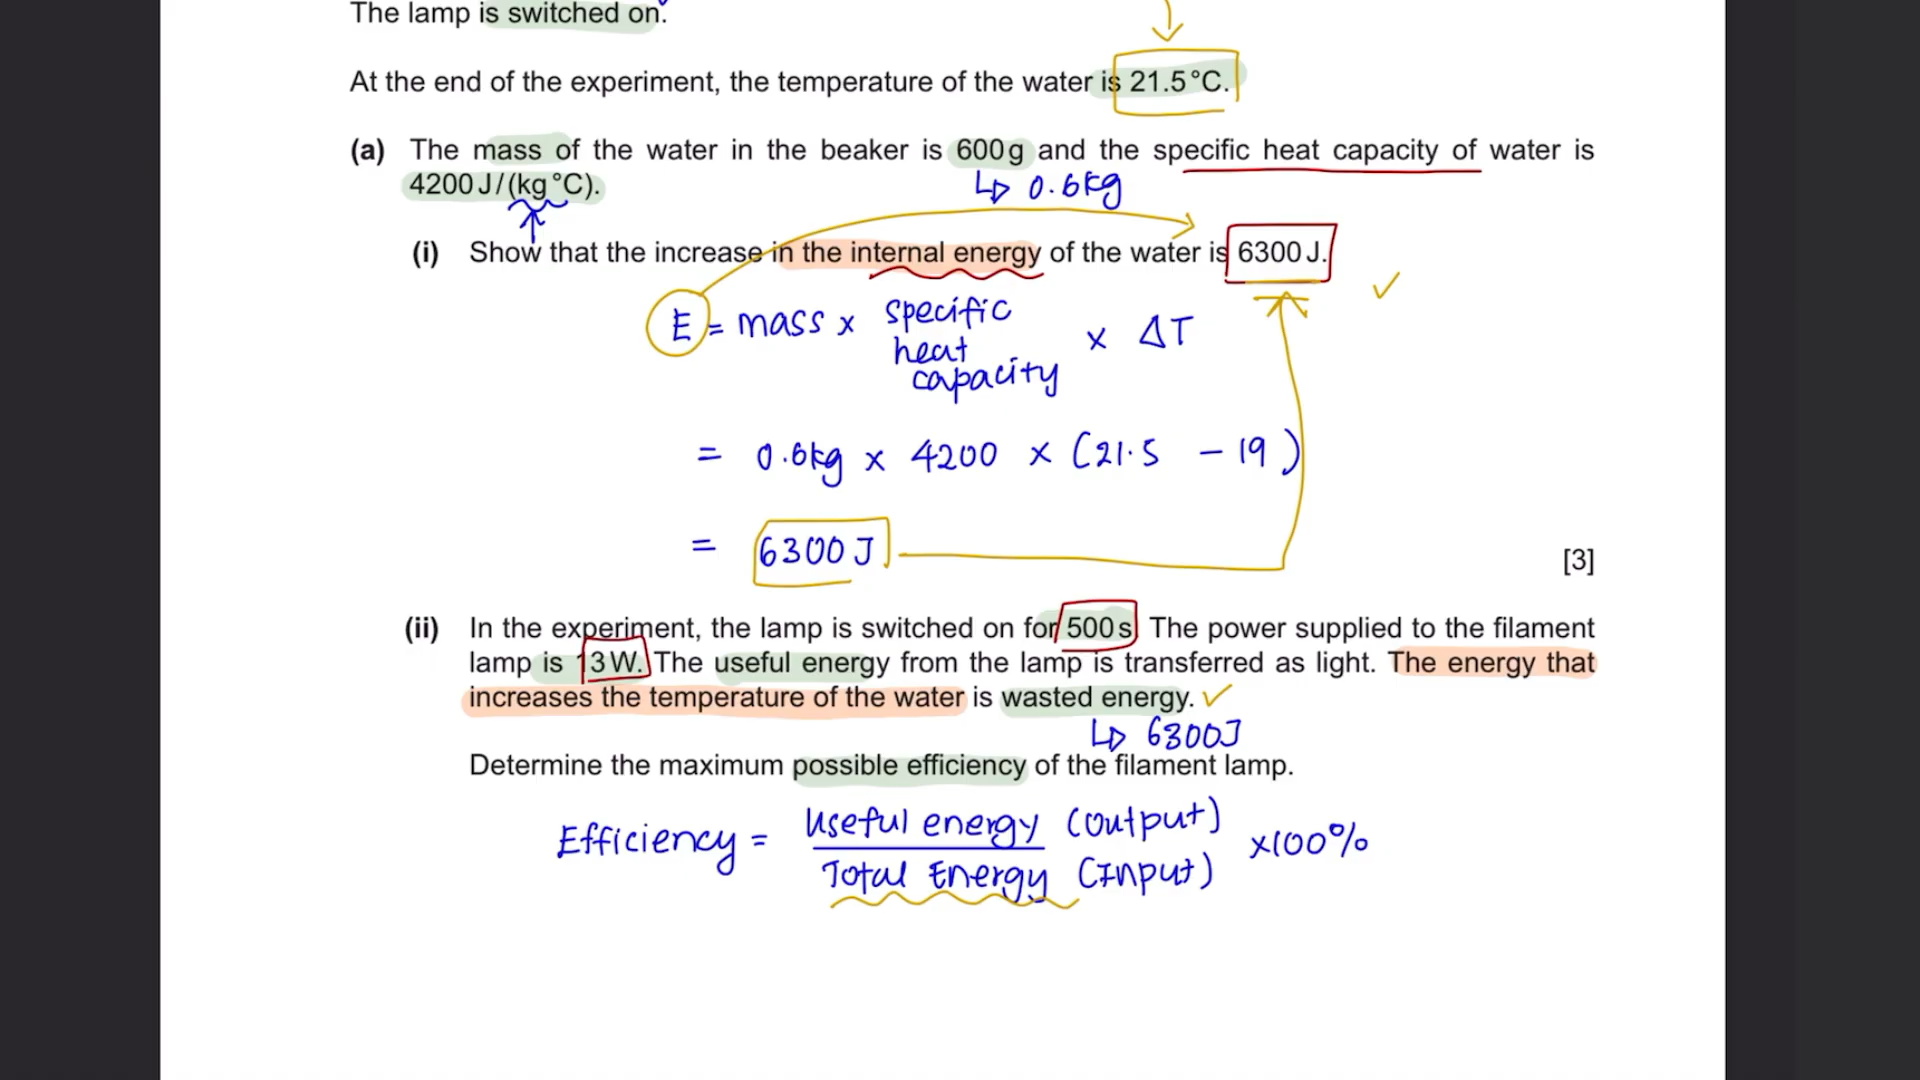 The lamp is switched on.
At the end of the experiment, the temperature of the water is 21.5 °C.
(a) The mass of the water in the beaker is 600 g and the specific heat capacity of water is
4200 J/(kg °C).
↳ 0.6kg
(i) Show that the increase in the internal energy of the water is 6300 J.
E = mass x specific heat capacity x ΔT
= 0.6kg x 4200 x (21.5 - 19)
= 6300 J
[3]
(ii) In the experiment, the lamp is switched on for 500 s. The power supplied to the filament
lamp is 13 W. The useful energy from the lamp is transferred as light. The energy that
increases the temperature of the water is wasted energy.
↳ 6300J
Determine the maximum possible efficiency of the filament lamp.
Efficiency = Useful energy (output) x100%
Total Energy (Input)